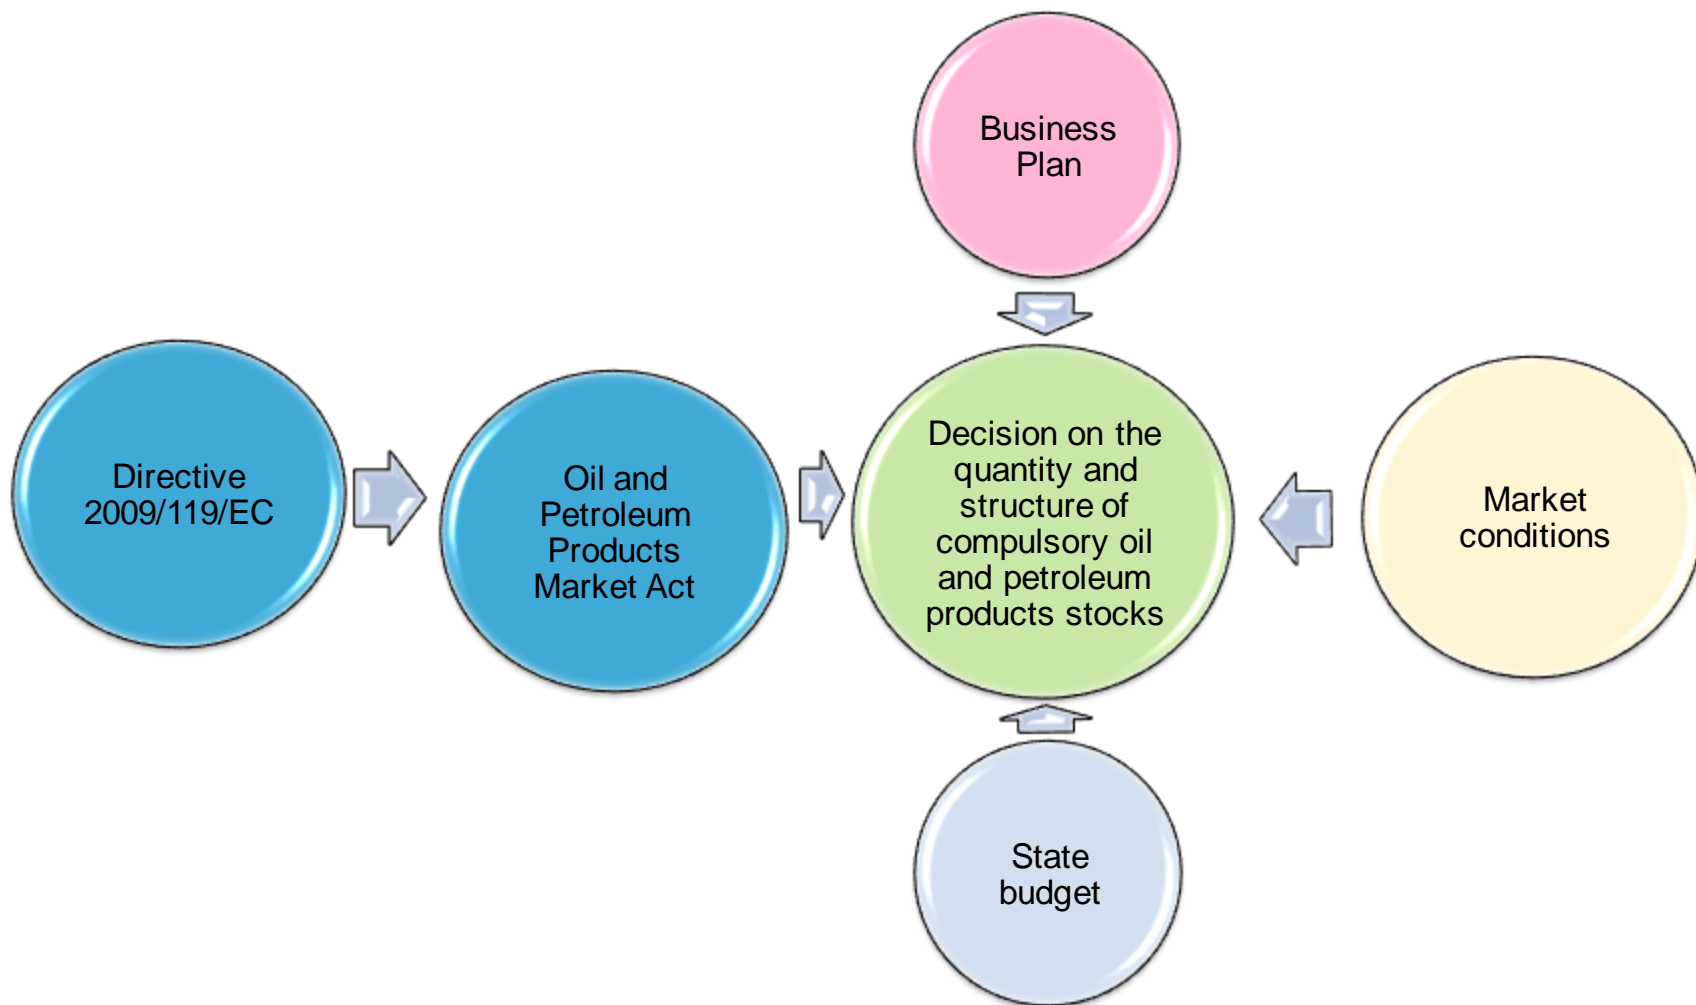 Business
Plan
Directive
2009/119/EC
Oil and
Petroleum
Products
Market Act
Decision on the
quantity and
structure of
compulsory oil
and petroleum
products stocks
Market
conditions
State
budget